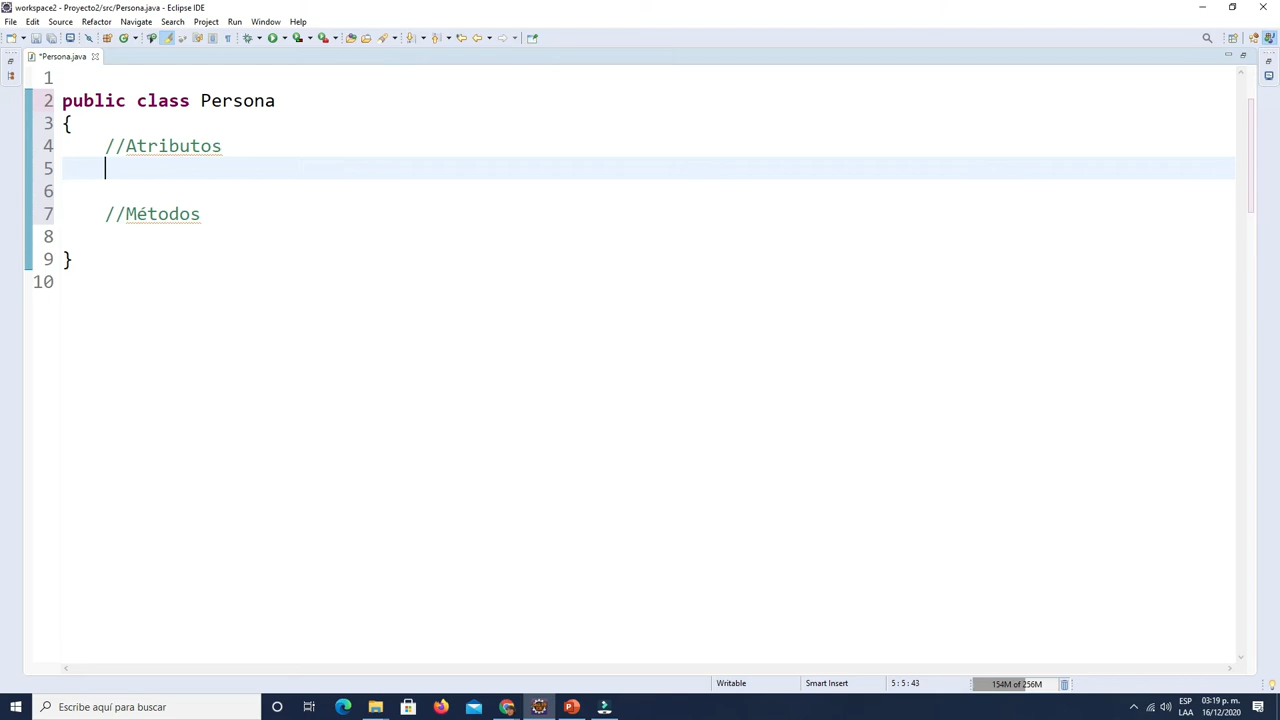 workspace2 - Proyecto2/src/Persona.java - Eclipse IDE
File Edit Source Refactor Navigate Search Project Run Window Help
*Persona.java
1
2 public class Persona
3 {
4 //Atributos
5
6
7 //Métodos
8
9 }
10
Writable Smart Insert 5 : 5 : 43 154M of 256M
Escribe aquí para buscar
ESP 03:19 p. m.
LAA 16/12/2020